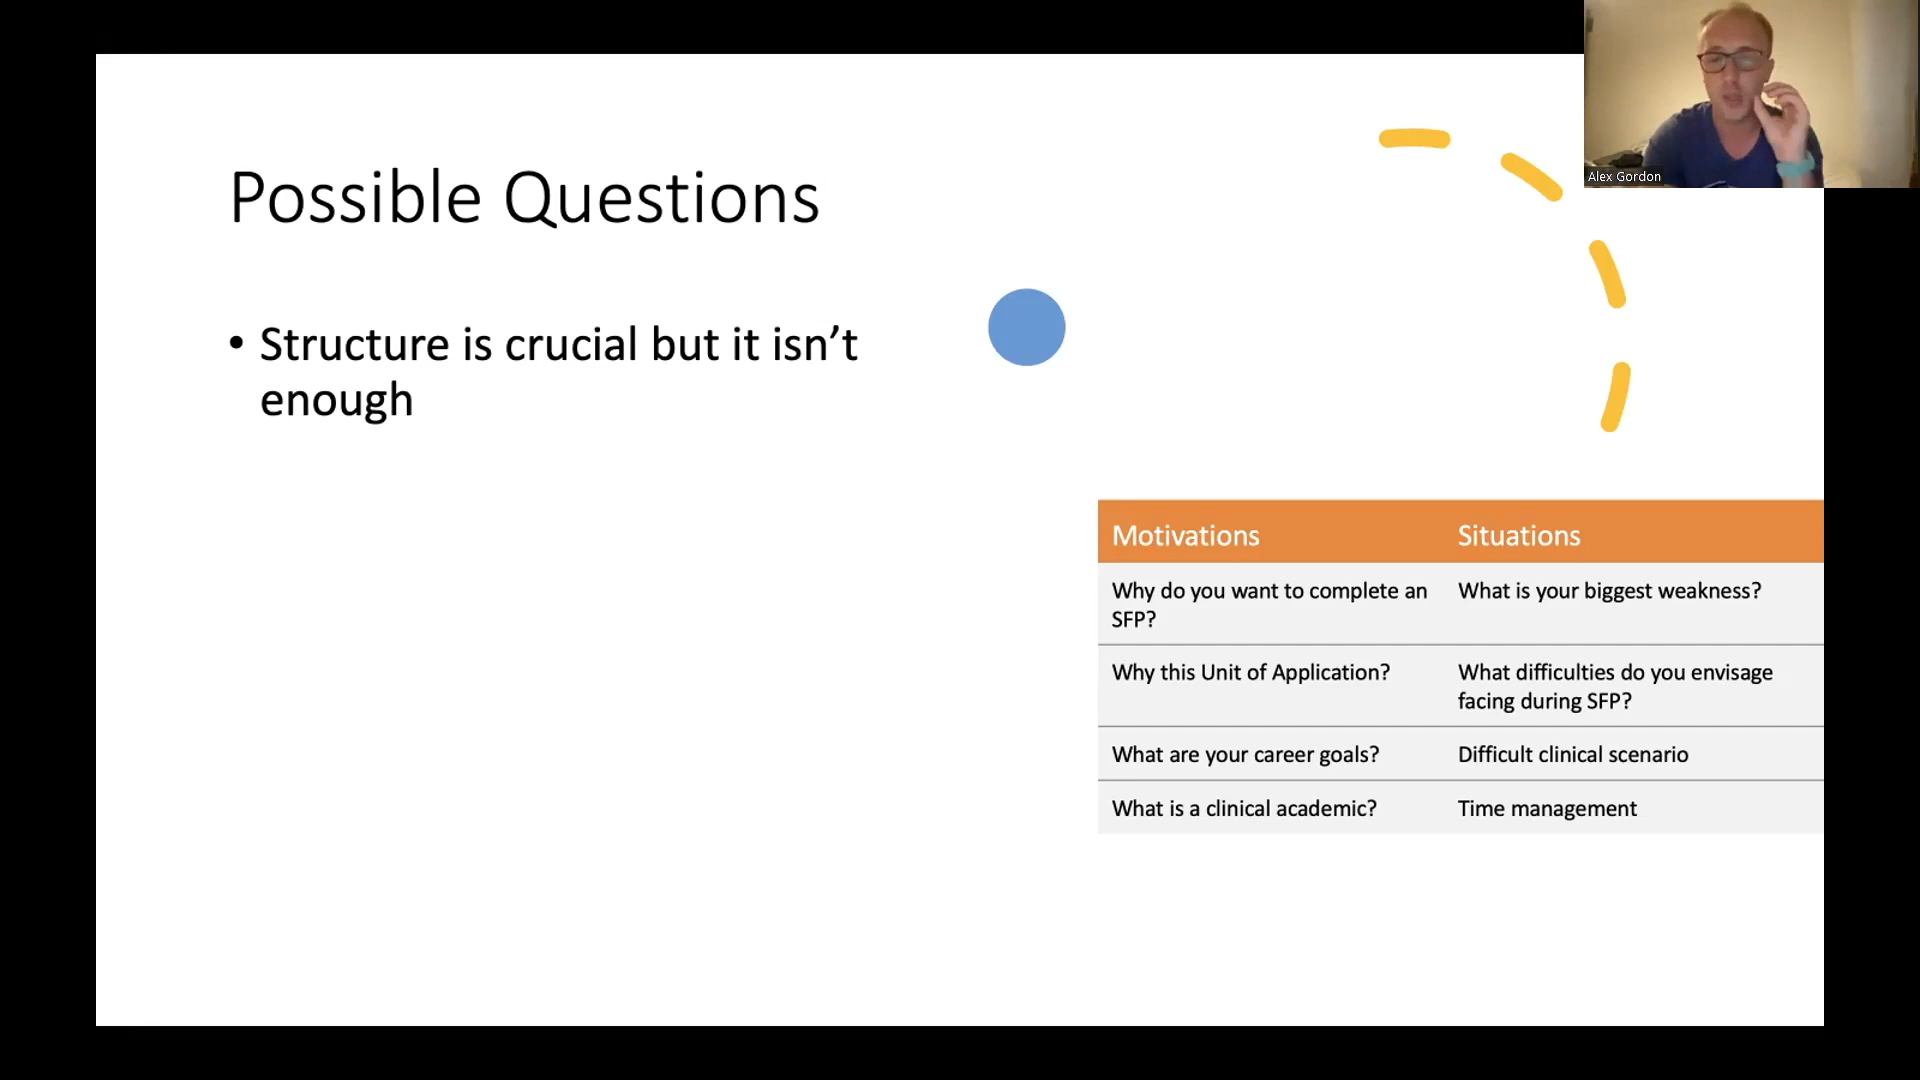 Alex Gordon
Possible Questions
• Structure is crucial but it isn’t
enough
Motivations Situations
Why do you want to complete an What is your biggest weakness?
SFP?
Why this Unit of Application? What difficulties do you envisage
facing during SFP?
What are your career goals? Difficult clinical scenario
What is a clinical academic? Time management